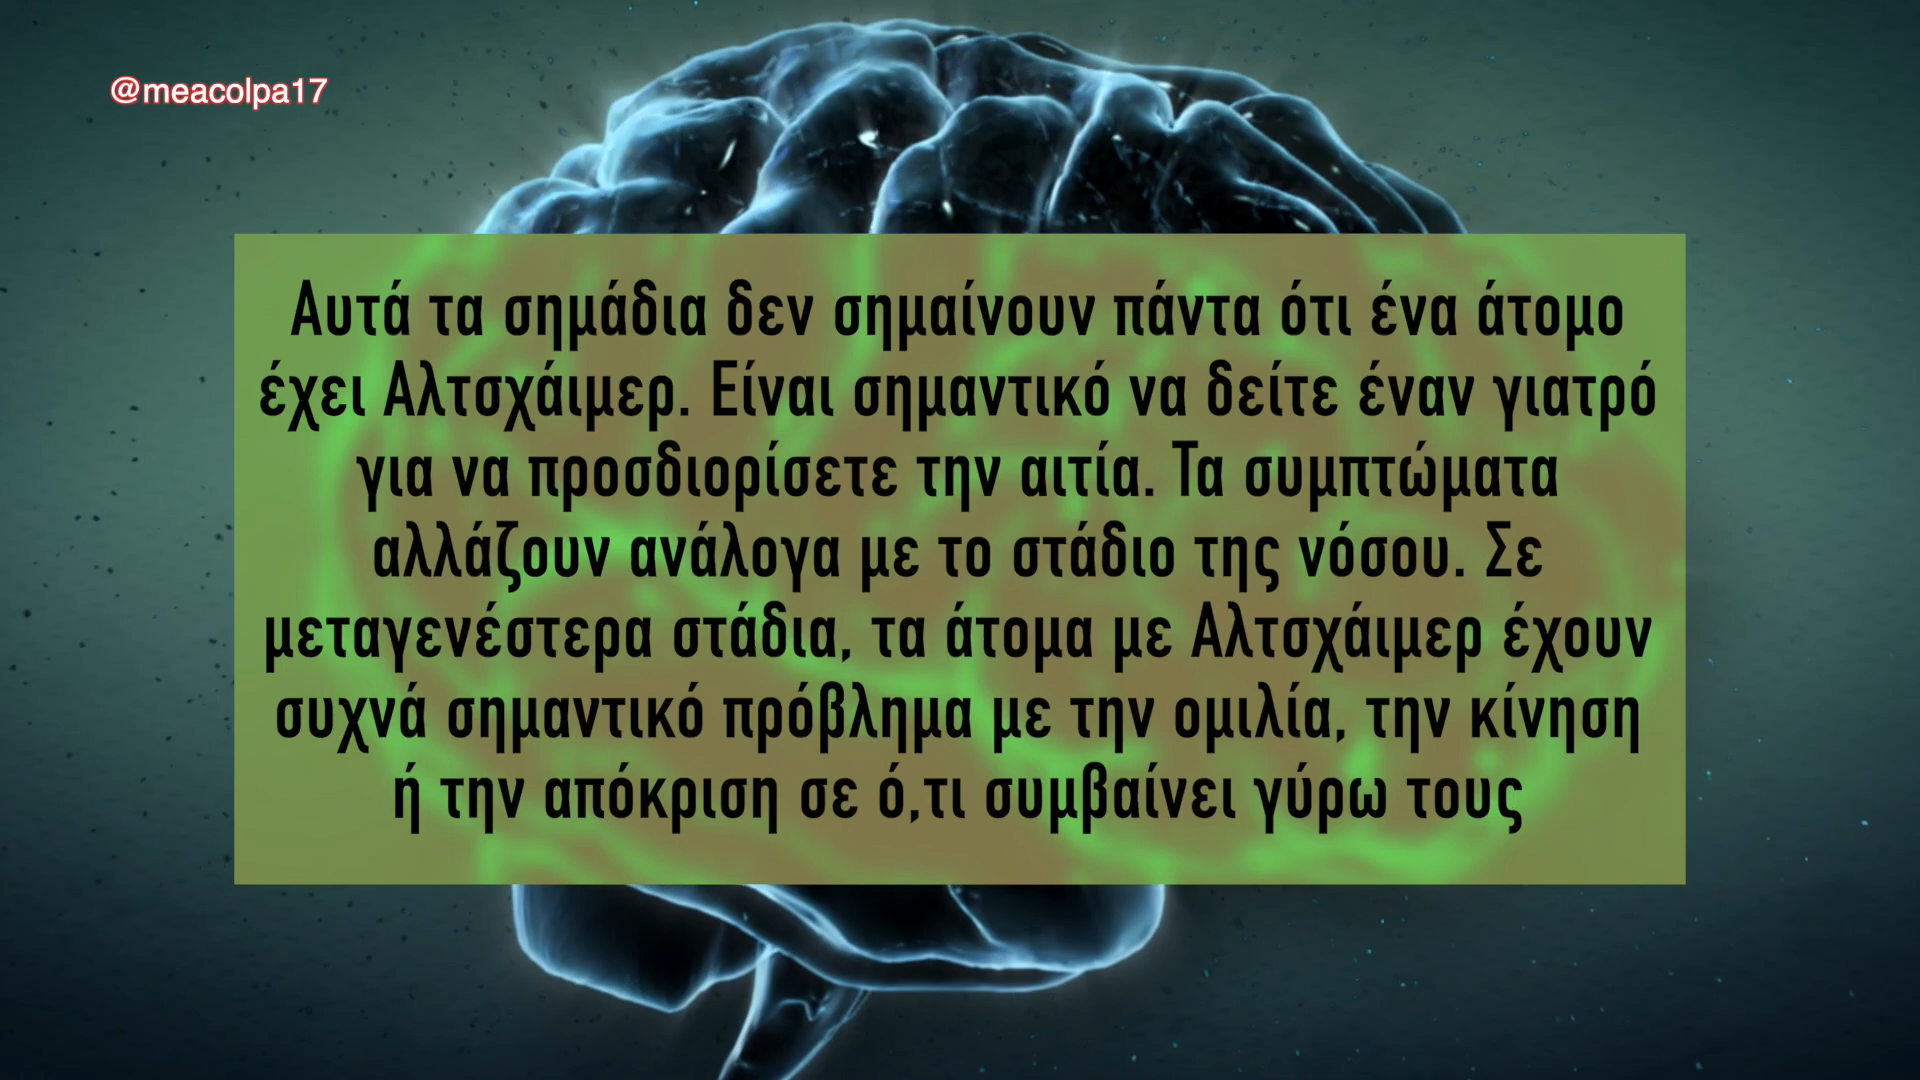 @meacolpa17
Αυτά τα σημάδια δεν σημαίνουν πάντα ότι ένα άτομο
έχει Αλτσχάιμερ. Είναι σημαντικό να δείτε έναν γιατρό
για να προσδιορίσετε την αιτία. Τα συμπτώματα
αλλάζουν ανάλογα με το στάδιο της νόσου. Σε
μεταγενέστερα στάδια, τα άτομα με Αλτσχάιμερ έχουν
συχνά σημαντικό πρόβλημα με την ομιλία, την κίνηση
ή την απόκριση σε ό,τι συμβαίνει γύρω τους